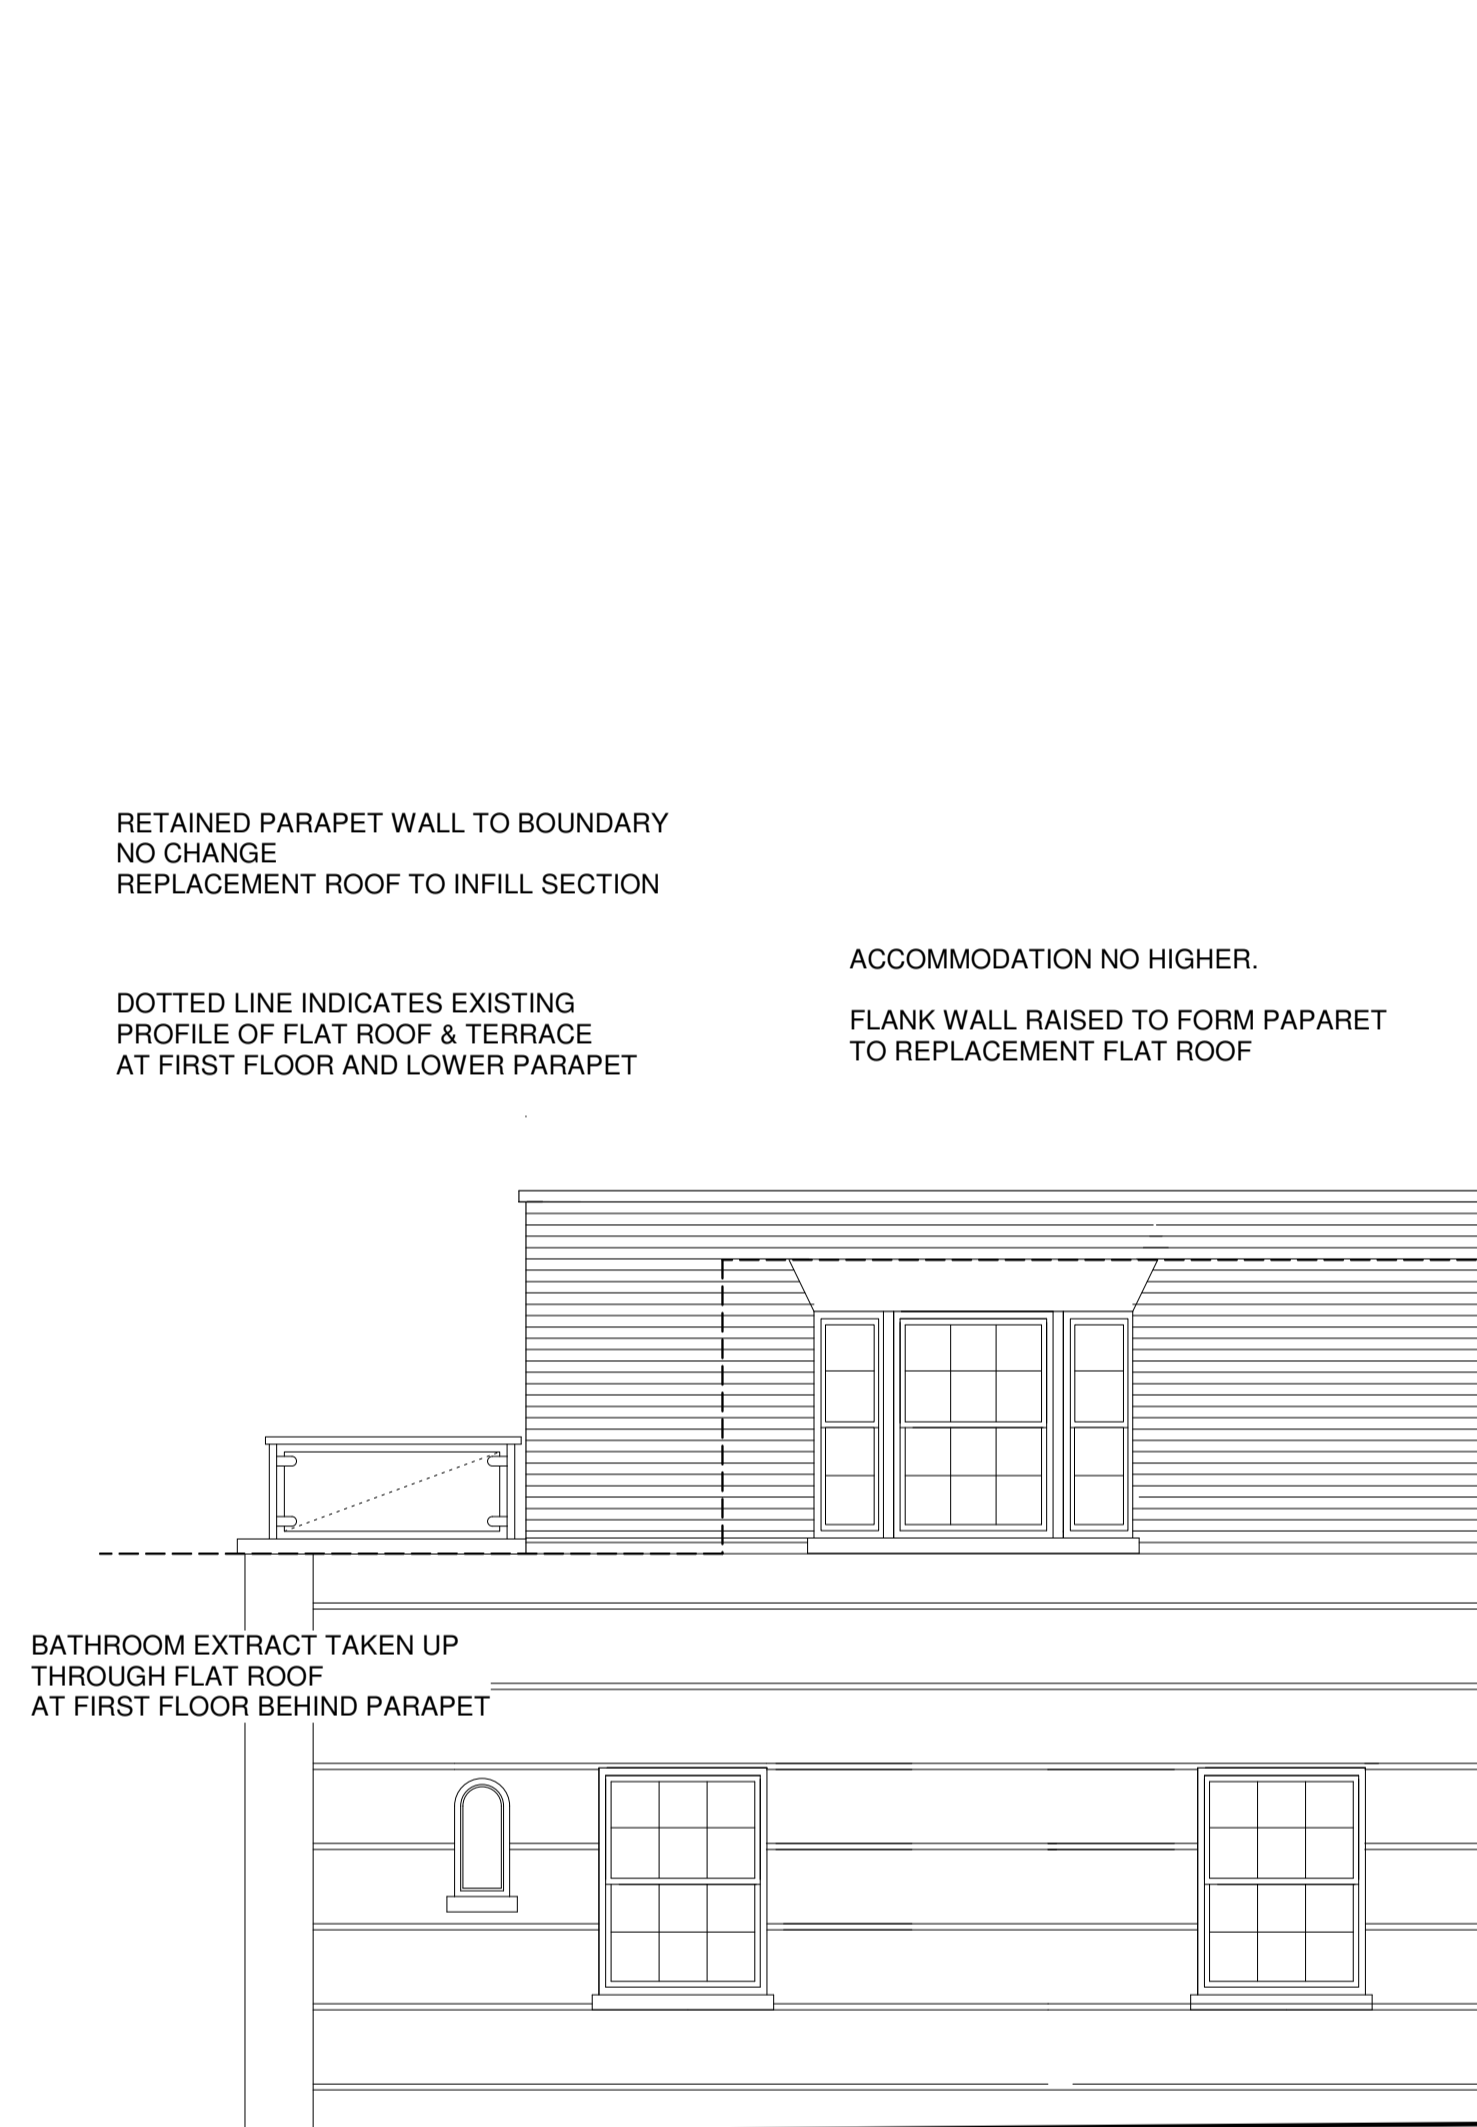 RETAINED PARAPET WALL TO BOUNDARY
NO CHANGE
REPLACEMENT ROOF TO INFILL SECTION
DOTTED LINE INDICATES EXISTING
PROFILE OF FLAT ROOF & TERRACE
AT FIRST FLOOR AND LOWER PARAPET
ACCOMMODATION NO HIGHER.
FLANK WALL RAISED TO FORM PAPARET
TO REPLACEMENT FLAT ROOF
BATHROOM EXTRACT TAKEN UP
THROUGH FLAT ROOF
AT FIRST FLOOR BEHIND PARAPET